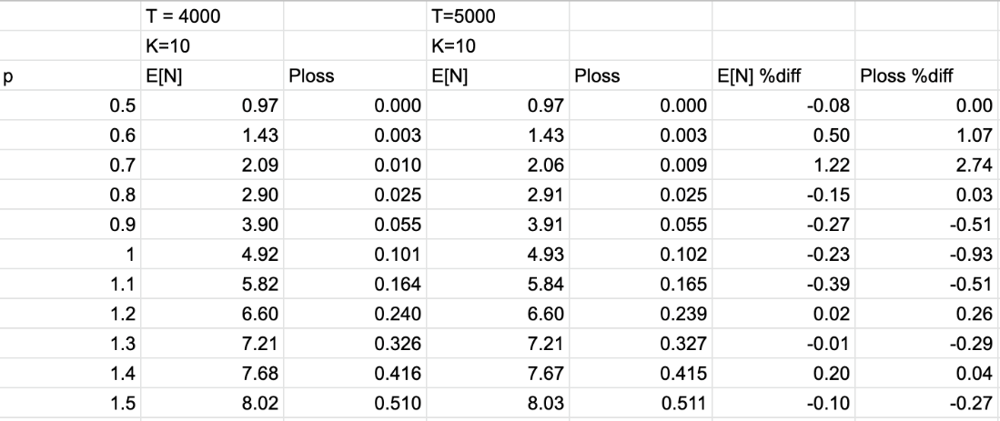 T = 4000 T=5000
K=10 K=10
p E[N] Ploss E[N] Ploss E[N] %diff Ploss %diff
0.5 0.97 0.000 0.97 0.000 -0.08 0.00
0.6 1.43 0.003 1.43 0.003 0.50 1.07
0.7 2.09 0.010 2.06 0.009 1.22 2.74
0.8 2.90 0.025 2.91 0.025 -0.15 0.03
0.9 3.90 0.055 3.91 0.055 -0.27 -0.51
1 4.92 0.101 4.93 0.102 -0.23 -0.93
1.1 5.82 0.164 5.84 0.165 -0.39 -0.51
1.2 6.60 0.240 6.60 0.239 0.02 0.26
1.3 7.21 0.326 7.21 0.327 -0.01 -0.29
1.4 7.68 0.416 7.67 0.415 0.20 0.04
1.5 8.02 0.510 8.03 0.511 -0.10 -0.27